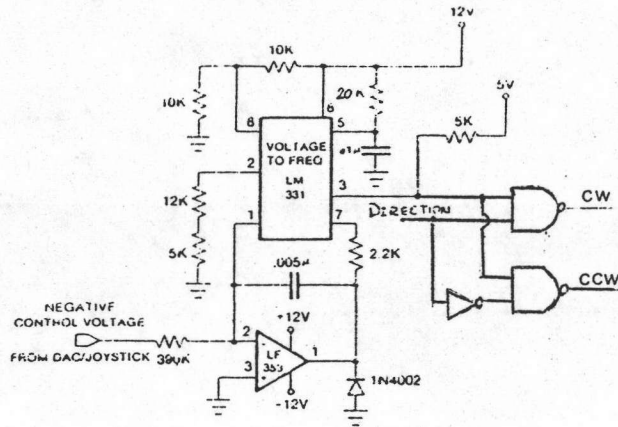 12V
10K
10K
20K
5V
6
8
5
5K
VOLTAGE
TO FREQ
LM
331
.01µ
2
3
12K
DIRECTION
CW
1
7
5K
2.2K
.005µ
CCW
NEGATIVE
CONTROL VOLTAGE
+12V
2
LF
353
1
390K
FROM DAC/JOYSTICK
3
1N4002
-12V